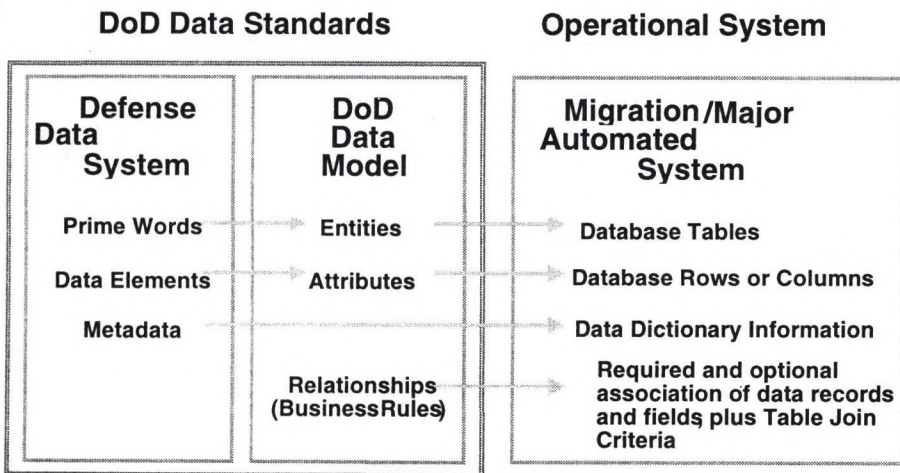 DoD Data Standards
Operational System
Defense
Data
System
DoD
Data
Model
Migration/Major
Automated
System
Prime Words
Entities
Database Tables
Data Elements
Attributes
Database Rows or Columns
Metadata
Data Dictionary Information
Relationships
(BusinessRules)
Required and optional
association of data records
and fields, plus Table Join
Criteria